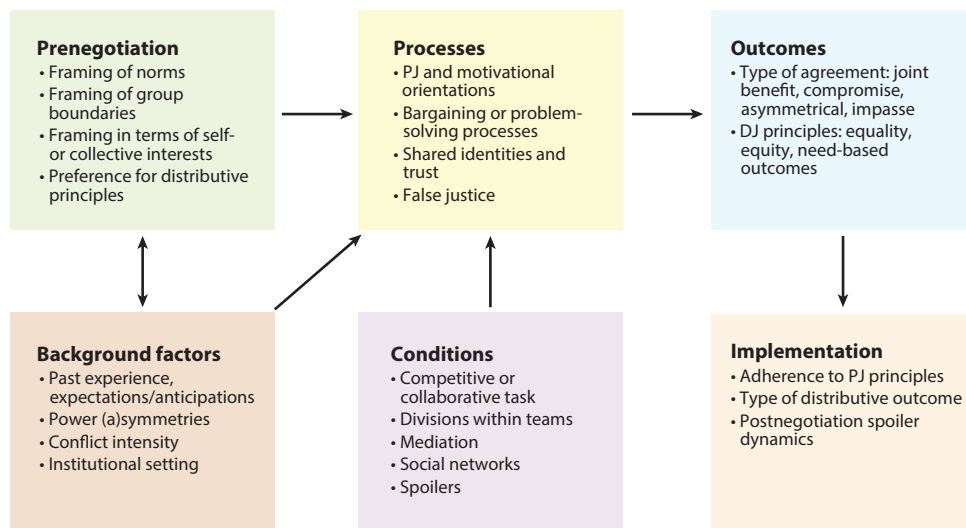 Prenegotiation
• Framing of norms
• Framing of group
boundaries
• Framing in terms of self-
or collective interests
• Preference for distributive
principles
Processes
• PJ and motivational
orientations
• Bargaining or problem-
solving processes
• Shared identities and
trust
• False justice
Outcomes
• Type of agreement: joint
benefit, compromise,
asymmetrical, impasse
• DJ principles: equality,
equity, need-based
outcomes
Background factors
• Past experience,
expectations/anticipations
• Power (a)symmetries
• Conflict intensity
• Institutional setting
Conditions
• Competitive or
collaborative task
• Divisions within teams
• Mediation
• Social networks
• Spoilers
Implementation
• Adherence to PJ principles
• Type of distributive outcome
• Postnegotiation spoiler
dynamics